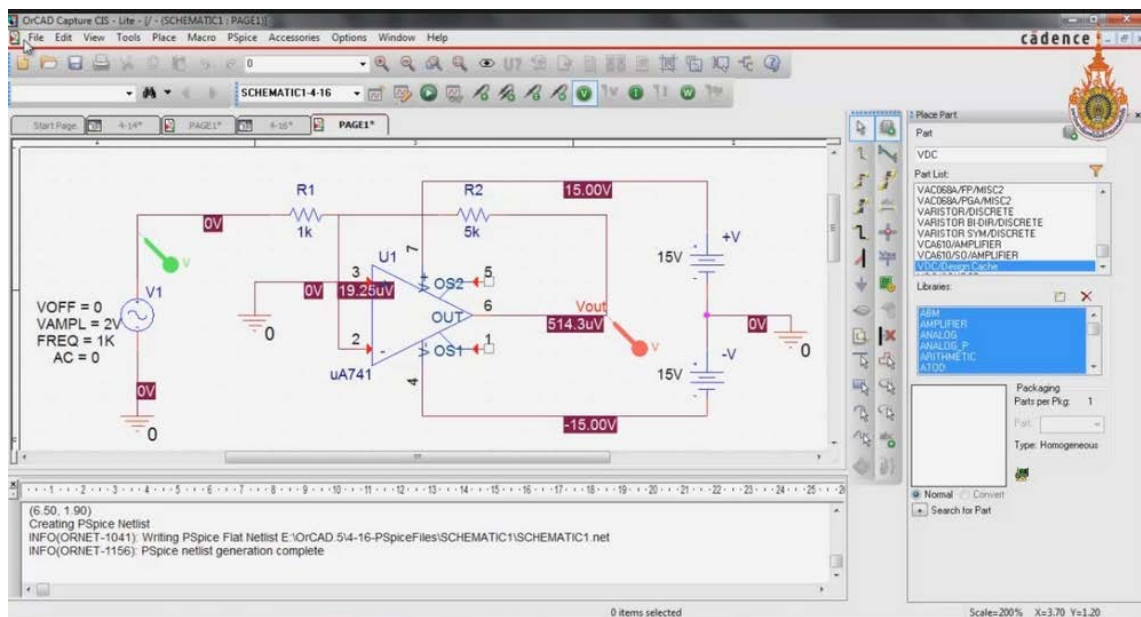 OrCAD Capture CIS - Lite - [/ - (SCHEMATIC1 : PAGE1)]
File Edit View Tools Place Macro PSpice Accessories Options Window Help
cādence
0
SCHEMATIC1-4-16
Start Page 4-14* PAGE1* 4-16* PAGE1*
Place Part
Part
VDC
Part List:
VAC068A/FP/MISC2
VAC068A/PGA/MISC2
VARISTOR/DISCRETE
VARISTOR BI-DIR/DISCRETE
VARISTOR SYM/DISCRETE
VCA610/AMPLIFIER
VCA610/SO/AMPLIFIER
VDC/Design Cache
Libraries:
ABM
AMPLIFIER
ANALOG
ANALOG_P
ARITHMETIC
ATOD
Packaging
Parts per Pkg: 1
Part:
Type: Homogeneous
Normal Convert
Search for Part
R1
1k
R2
5k
15.00V
0V
V
V1
VOFF = 0
VAMPL = 2V
FREQ = 1K
AC = 0
0V
0
0
0V
19.25uV
U1
3
7
5
OS2
6
OUT
2
1
OS1
4
uA741
Vout
514.3uV
V
-15.00V
15V
+V
0V
0
15V
-V
(6.50, 1.90)
Creating PSpice Netlist
INFO(ORNET-1041): Writing PSpice Flat Netlist E:\OrCAD.5\4-16-PSpiceFiles\SCHEMATIC1\SCHEMATIC1.net
INFO(ORNET-1156): PSpice netlist generation complete
0 items selected
Scale=200% X=3.70 Y=1.20